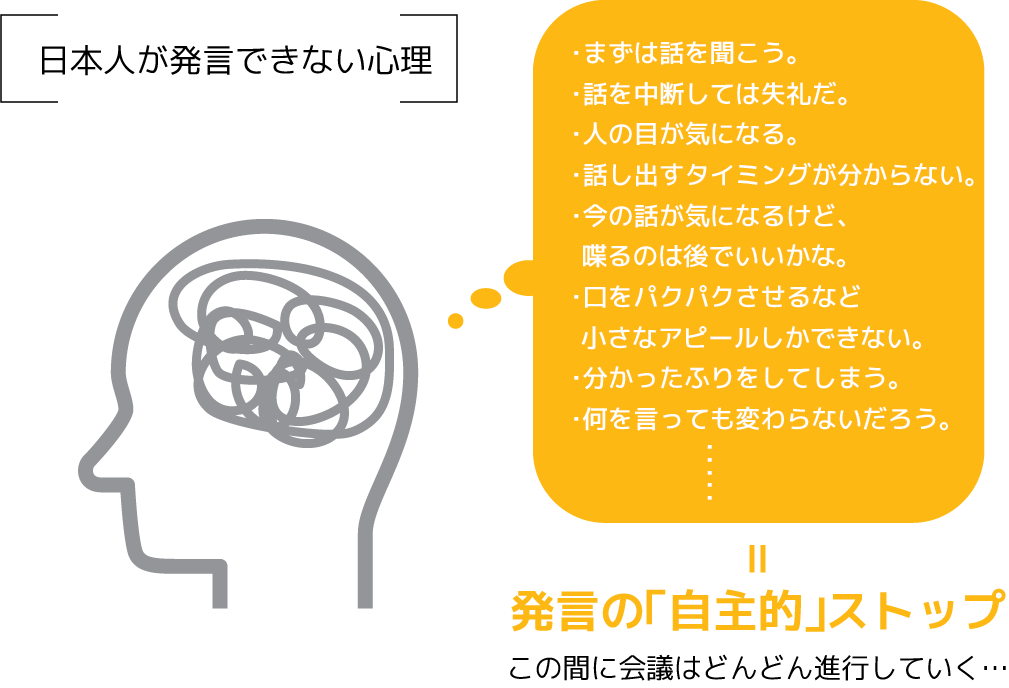 日本人が発言できない心理
・まずは話を聞こう。
・話を中断しては失礼だ。
・人の目が気になる。
・話し出すタイミングが分からない。
・今の話が気になるけど、
喋るのは後でいいかな。
・口をパクパクさせるなど
小さなアピールしかできない。
・分かったふりをしてしまう。
・何を言っても変わらないだろう。
発言の「自主的」ストップ
この間に会議はどんどん進行していく…